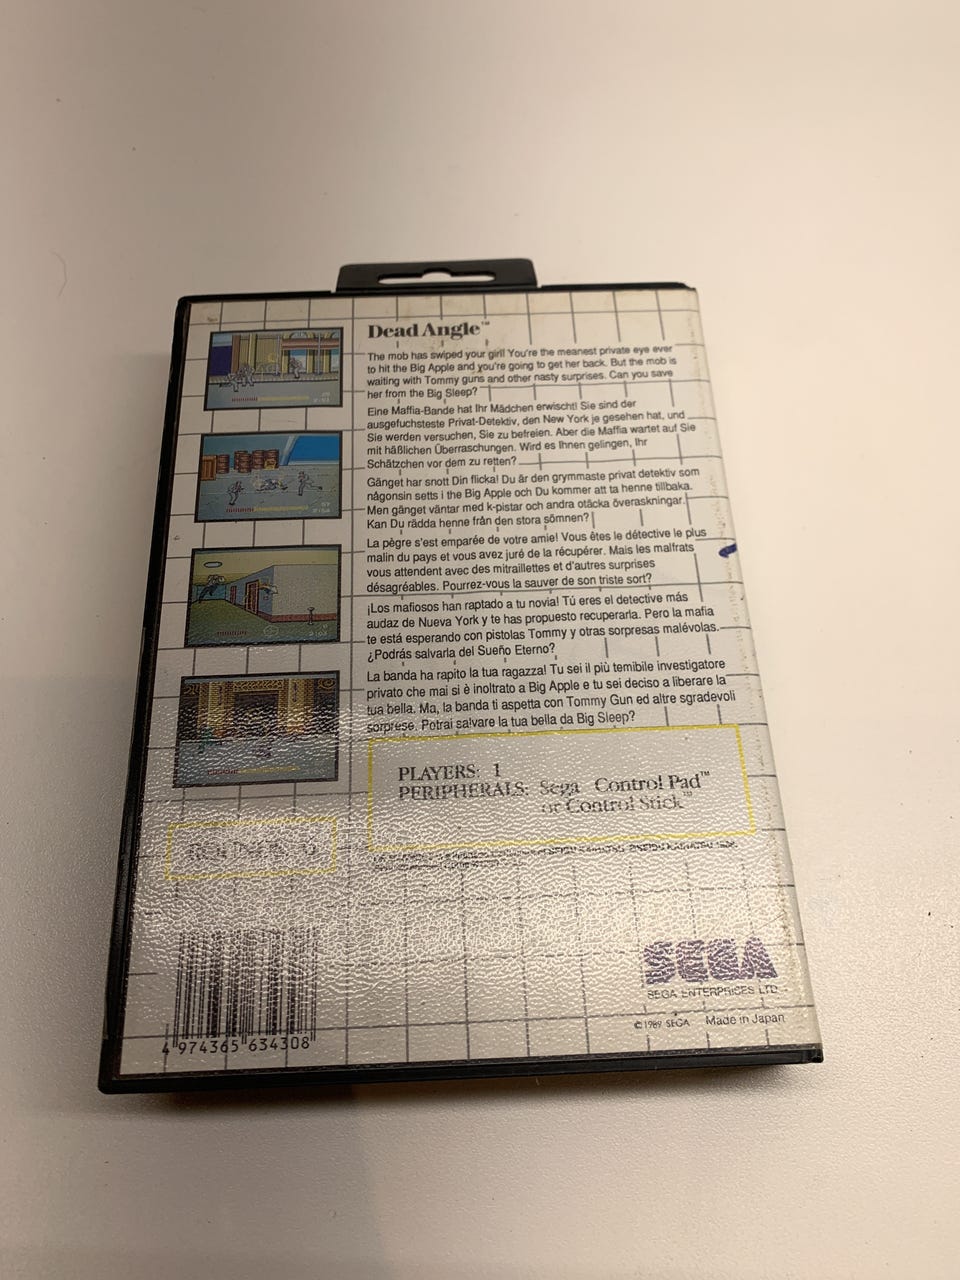 Dead Angle™
The mob has swiped your girl! You're the meanest private eye ever
to hit the Big Apple and you're going to get her back. But the mob is
waiting with Tommy guns and other nasty surprises. Can you save
her from the Big Sleep?
Eine Maffia-Bande hat Ihr Mädchen erwischt! Sie sind der
ausgefuchsteste Privat-Detektiv, den New York je gesehen hat, und
Sie werden versuchen, Sie zu befreien. Aber die Maffia wartet auf Sie
mit häßlichen Überraschungen. Wird es Ihnen gelingen, Ihr
Schätzchen vor dem zu retten?
Gänget har snott Din flicka! Du är den grymmaste privat detektiv som
någonsin setts i the Big Apple och Du kommer att ta henne tillbaka.
Men gänget väntar med k-pistar och andra otäcka överaskningar.
Kan Du rädda henne från den stora sömnen?
La pègre s'est emparée de votre amie! Vous êtes le détective le plus
malin du pays et vous avez juré de la récupérer. Mais les malfrats
vous attendent avec des mitraillettes et d'autres surprises
désagréables. Pourrez-vous la sauver de son triste sort?
¡Los mafiosos han raptado a tu novia! Tú eres el detective más
audaz de Nueva York y te has propuesto recuperarla. Pero la mafia
te está esperando con pistolas Tommy y otras sorpresas malévolas.
¿Podrás salvarla del Sueño Eterno?
La banda ha rapito la tua ragazza! Tu sei il più temibile investigatore
privato che mai si è inoltrato a Big Apple e tu sei deciso a liberare la
tua bella. Ma, la banda ti aspetta con Tommy Gun ed altre sgradevoli
sorprese. Potrai salvare la tua bella da Big Sleep?
PLAYERS: 1
PERIPHERALS: Sega Control Pad™
or Control Stick™
SEGA
SEGA ENTERPRISES LTD.
© 1989 SEGA Made in Japan
4 974365 634308